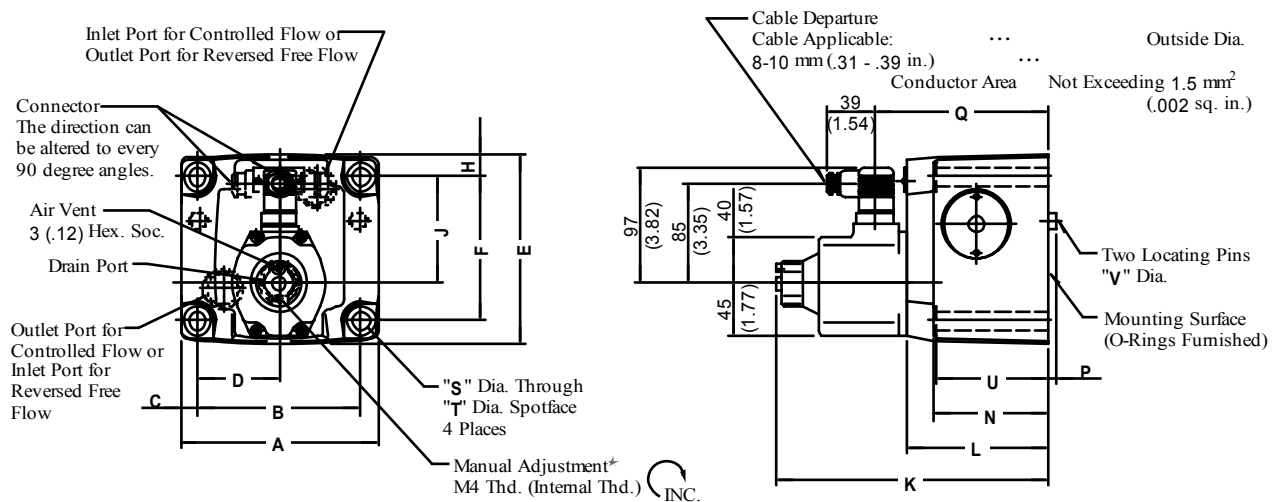 Inlet Port for Controlled Flow or
Outlet Port for Reversed Free Flow
Connector
The direction can
be altered to every
90 degree angles.
Air Vent
3 (.12) Hex. Soc.
Drain Port
Outlet Port for
Controlled Flow or
Inlet Port for
Reversed Free
Flow
H
J
F
E
C
D
B
A
"S" Dia. Through
"T" Dia. Spotface
4 Places
Manual Adjustment*
M4 Thd. (Internal Thd.)
INC.
Cable Departure
Cable Applicable: ... Outside Dia.
8-10 mm (.31 - .39 in.) ...
Conductor Area Not Exceeding 1.5 mm²
(.002 sq. in.)
39
(1.54)
Q
97
(3.82)
85
(3.35)
40
(1.57)
45
(1.77)
Two Locating Pins
"V" Dia.
Mounting Surface
(O-Rings Furnished)
U
P
N
L
K